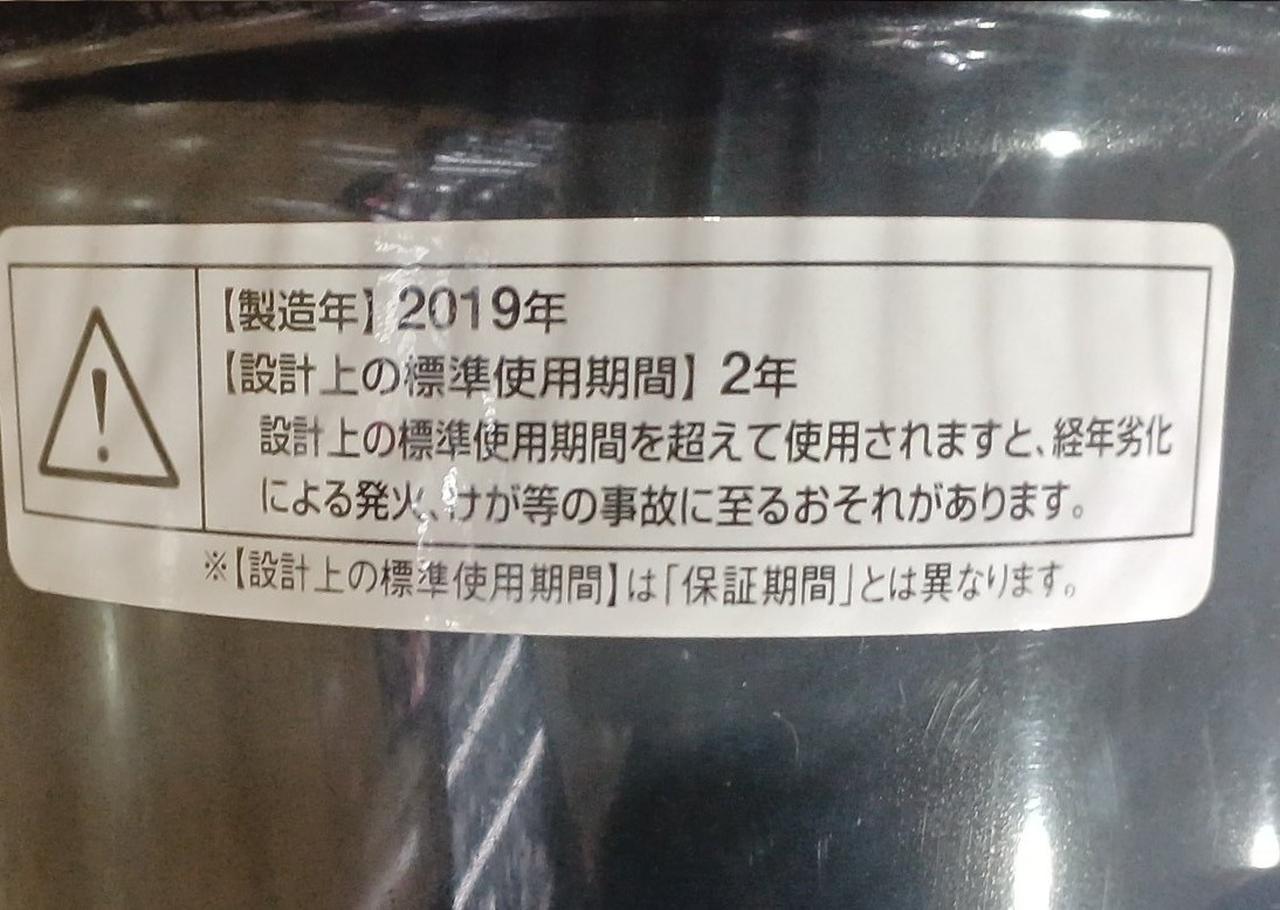 【製造年】2019年
【設計上の標準使用期間】2年
設計上の標準使用期間を超えて使用されますと、経年劣化
による発火、けが等の事故に至るおそれがあります。
※【設計上の標準使用期間】は「保証期間」とは異なります。